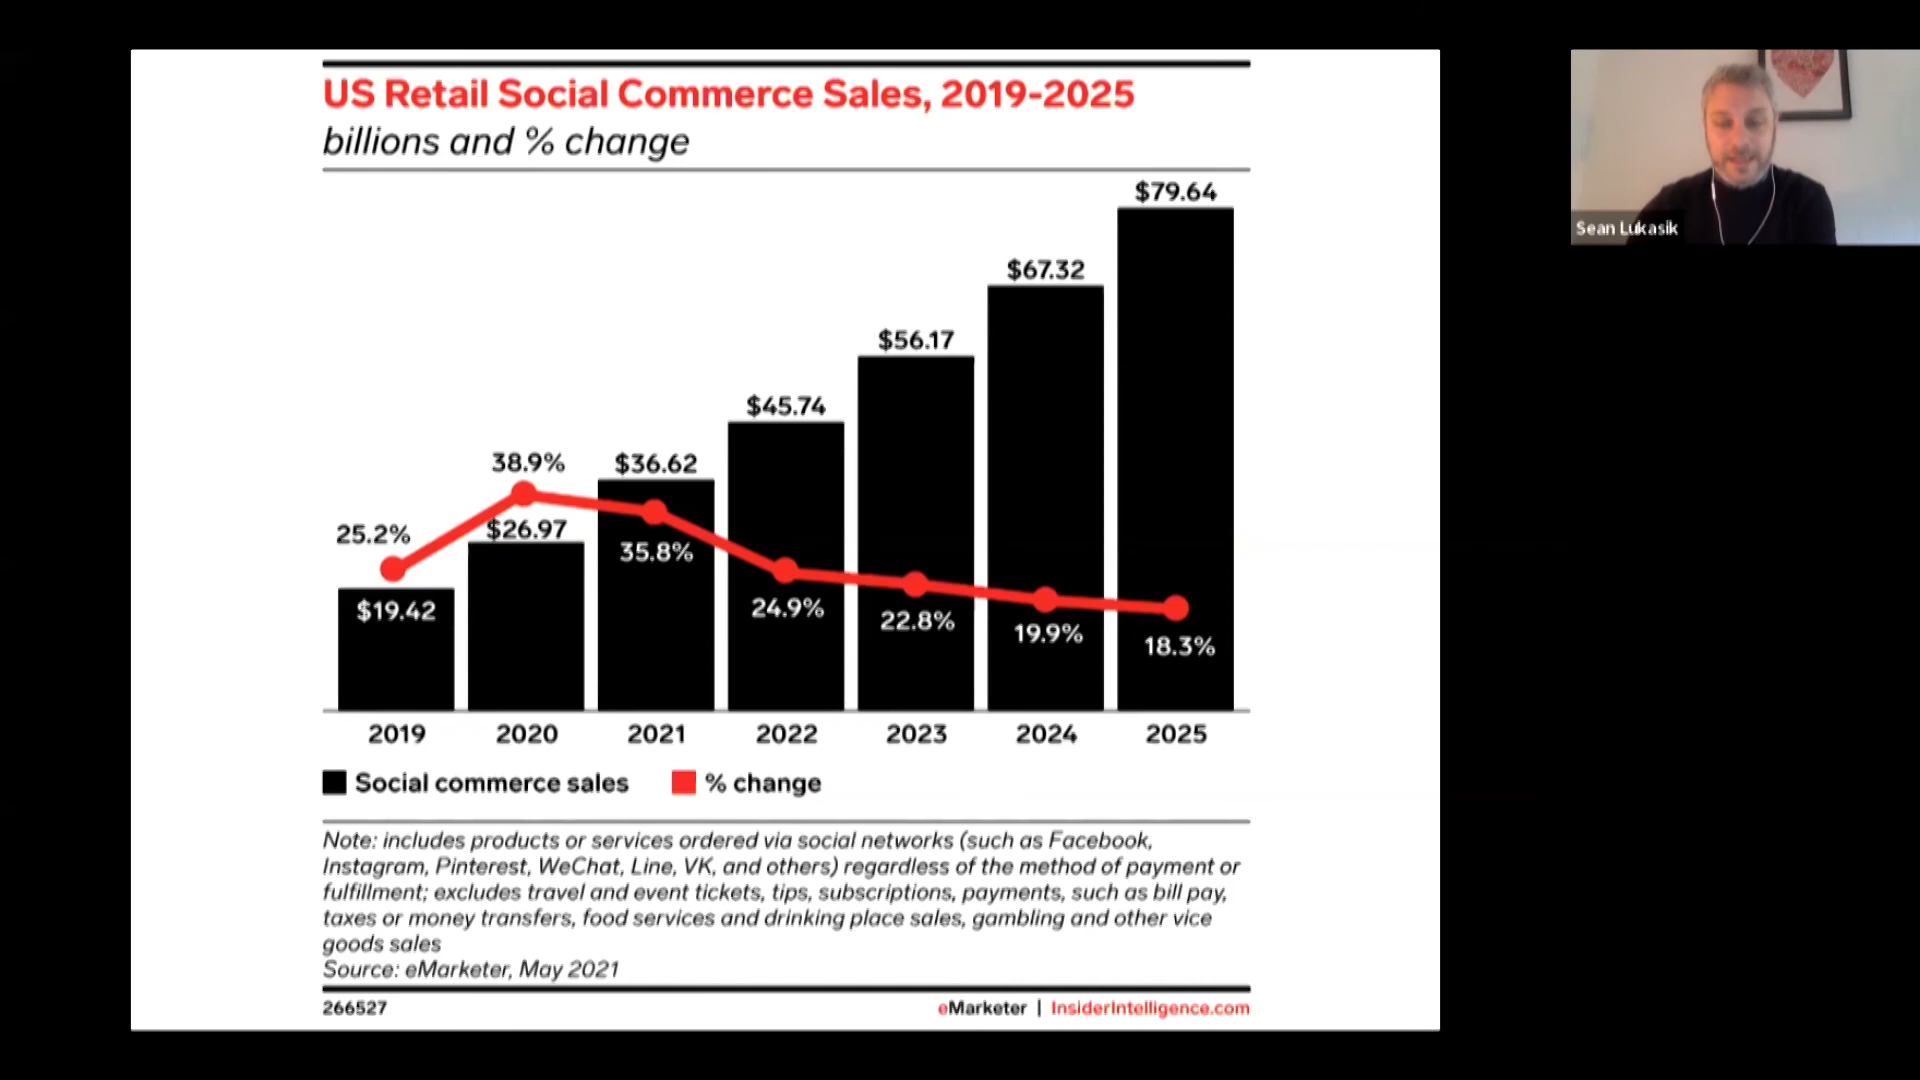 US Retail Social Commerce Sales, 2019-2025
billions and % change
$79.64
$67.32
$56.17
$45.74
38.9%
$36.62
25.2%
$26.97
35.8%
$19.42
24.9%
22.8%
19.9%
18.3%
2019 2020 2021 2022 2023 2024 2025
Social commerce sales % change
Note: includes products or services ordered via social networks (such as Facebook,
Instagram, Pinterest, WeChat, Line, VK, and others) regardless of the method of payment or
fulfillment; excludes travel and event tickets, tips, subscriptions, payments, such as bill pay,
taxes or money transfers, food services and drinking place sales, gambling and other vice
goods sales
Source: eMarketer, May 2021
266527 eMarketer | InsiderIntelligence.com
Sean Lukasik